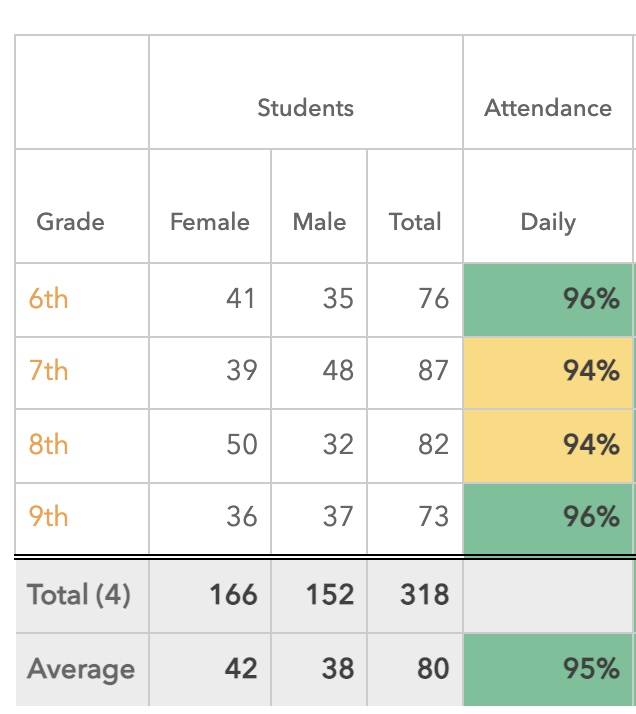 Students Attendance
Grade Female Male Total Daily
6th 41 35 76 96%
7th 39 48 87 94%
8th 50 32 82 94%
9th 36 37 73 96%
Total (4) 166 152 318
Average 42 38 80 95%